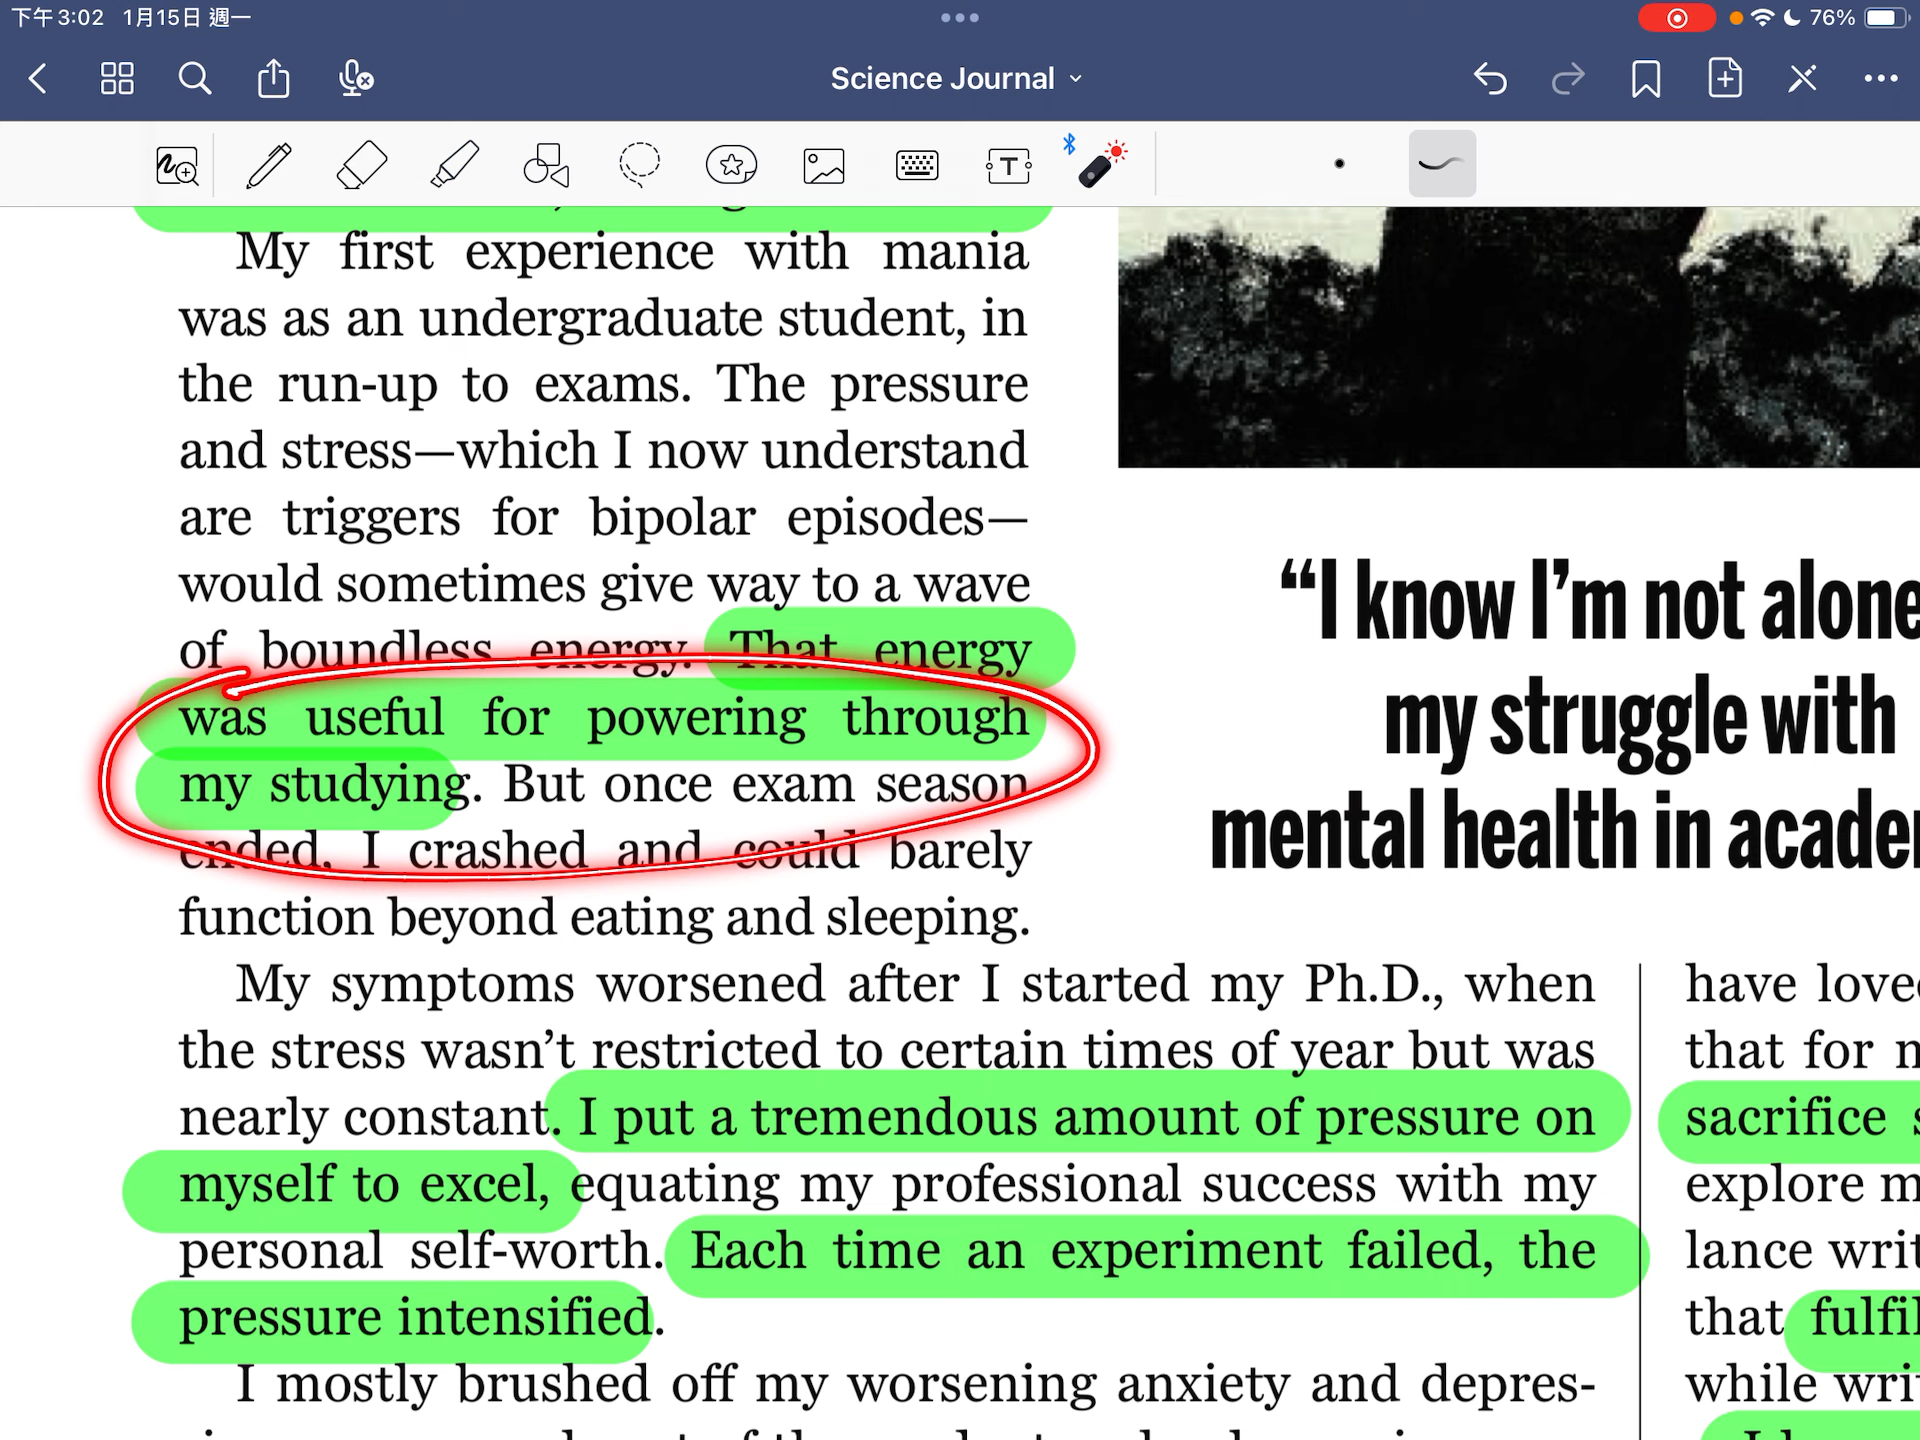 下午3:02 1月15日 週一
76%
Science Journal
My first experience with mania
was as an undergraduate student, in
the run-up to exams. The pressure
and stress—which I now understand
are triggers for bipolar episodes—
would sometimes give way to a wave
of boundless energy. That energy
was useful for powering through
my studying. But once exam season
ended, I crashed and could barely
function beyond eating and sleeping.
My symptoms worsened after I started my Ph.D., when
the stress wasn’t restricted to certain times of year but was
nearly constant. I put a tremendous amount of pressure on
myself to excel, equating my professional success with my
personal self-worth. Each time an experiment failed, the
pressure intensified.
I mostly brushed off my worsening anxiety and depres-
“I know I’m not alone
my struggle with
mental health in acade
have love
that for
sacrifice
explore
lance writ
that fulfil
while wri